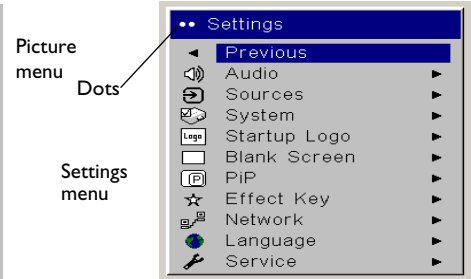 Picture
menu
Dots
Settings
menu
Settings
Previous
Audio
Sources
System
Logo Startup Logo
Blank Screen
P PiP
Effect Key
Network
Language
Service